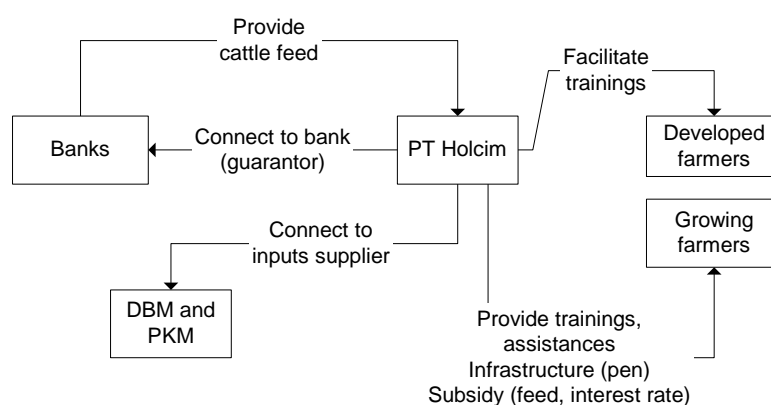 Provide
cattle feed
Facilitate
trainings
Banks
Connect to bank
(guarantor)
PT Holcim
Developed
farmers
Growing
farmers
Connect to
inputs supplier
DBM and
PKM
Provide trainings,
assistances
Infrastructure (pen)
Subsidy (feed, interest rate)